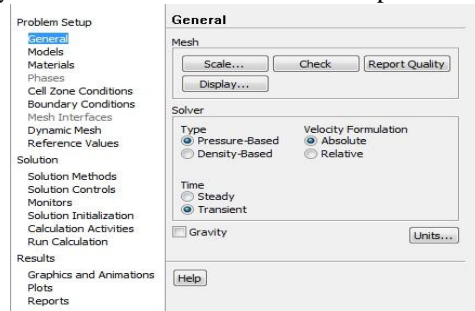 Problem Setup
General
Models
Materials
Phases
Cell Zone Conditions
Boundary Conditions
Mesh Interfaces
Dynamic Mesh
Reference Values
Solution
Solution Methods
Solution Controls
Monitors
Solution Initialization
Calculation Activities
Run Calculation
Results
Graphics and Animations
Plots
Reports
General
Mesh
Scale... Check Report Quality
Display...
Solver
Type Velocity Formulation
Pressure-Based Absolute
Density-Based Relative
Time
Steady
Transient
Gravity Units...
Help